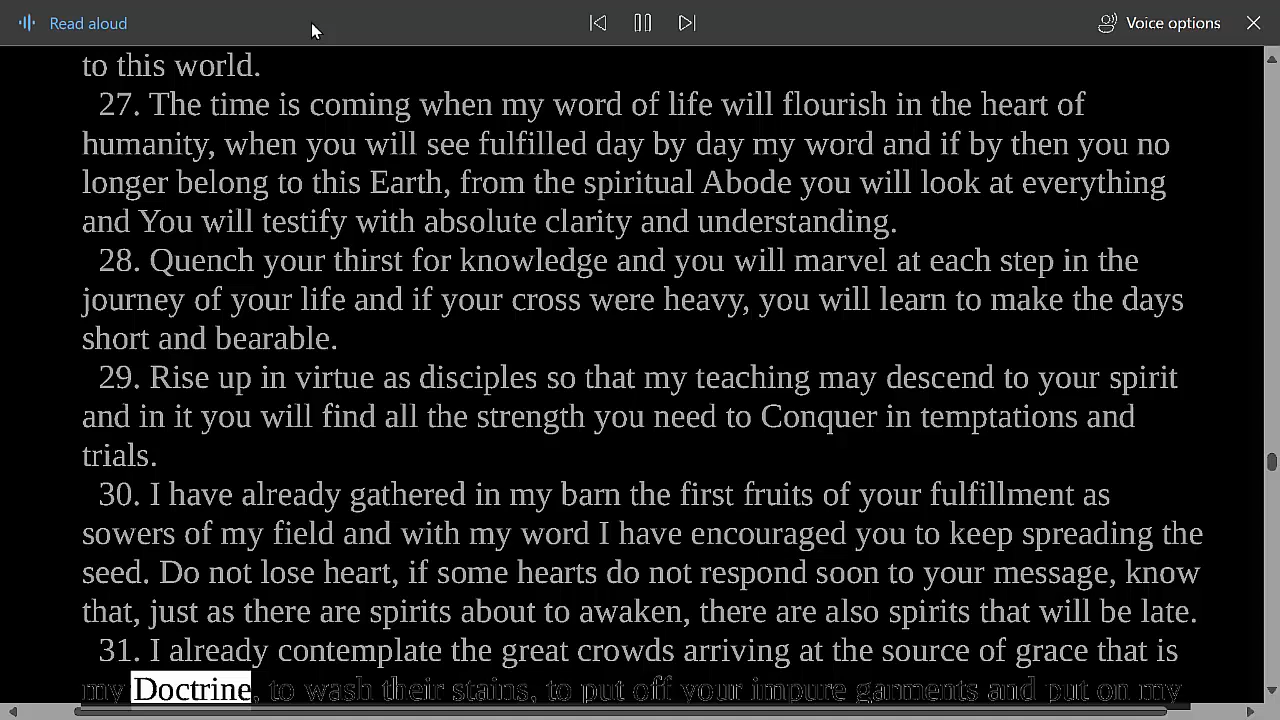 Read aloud
Voice options
to this world.
27. The time is coming when my word of life will flourish in the heart of
humanity, when you will see fulfilled day by day my word and if by then you no
longer belong to this Earth, from the spiritual Abode you will look at everything
and You will testify with absolute clarity and understanding.
28. Quench your thirst for knowledge and you will marvel at each step in the
journey of your life and if your cross were heavy, you will learn to make the days
short and bearable.
29. Rise up in virtue as disciples so that my teaching may descend to your spirit
and in it you will find all the strength you need to Conquer in temptations and
trials.
30. I have already gathered in my barn the first fruits of your fulfillment as
sowers of my field and with my word I have encouraged you to keep spreading the
seed. Do not lose heart, if some hearts do not respond soon to your message, know
that, just as there are spirits about to awaken, there are also spirits that will be late.
31. I already contemplate the great crowds arriving at the source of grace that is
my Doctrine, to wash their stains, to put off your impure garments and put on my